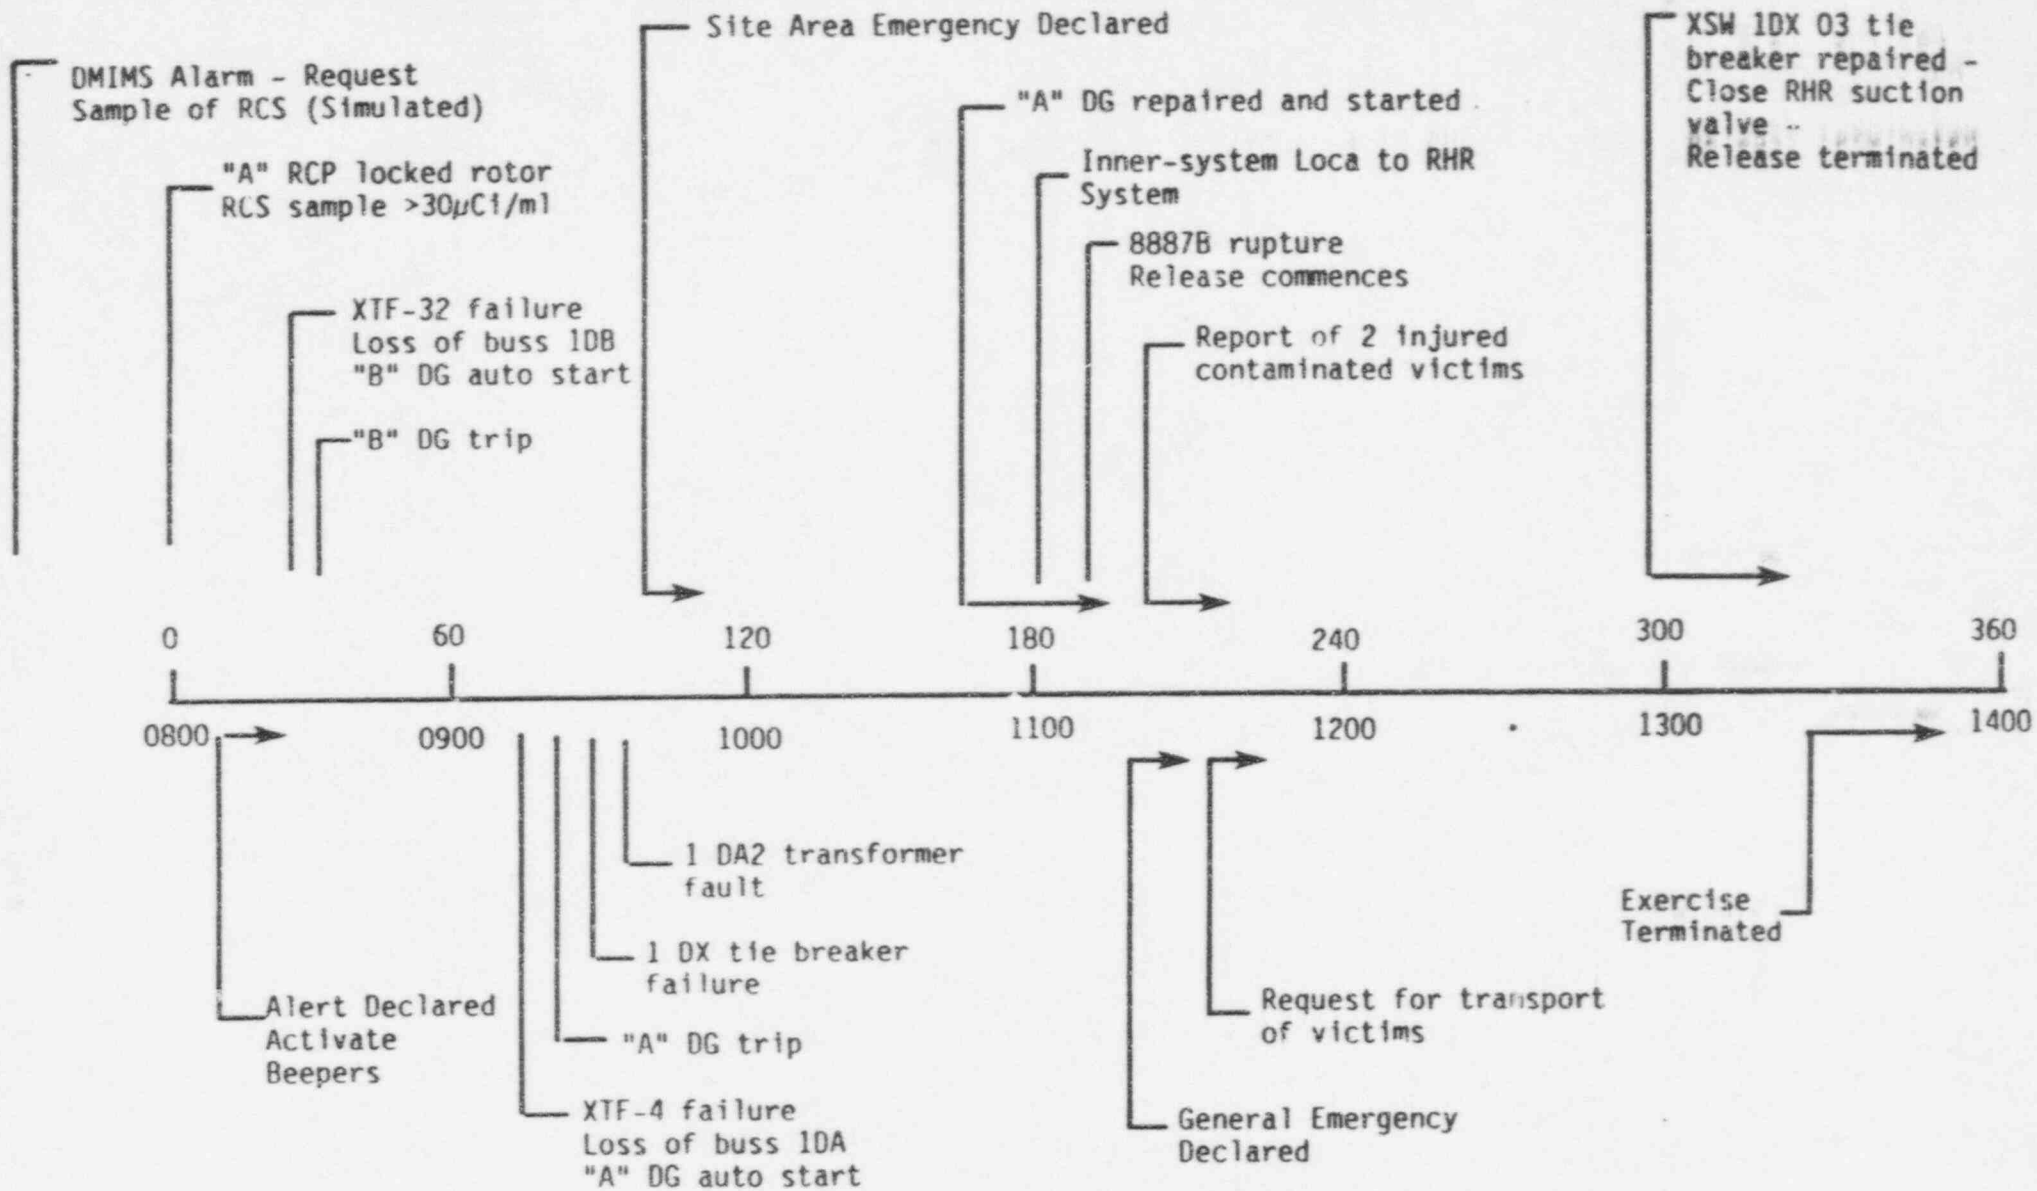 Site Area Emergency Declared
DMIMS Alarm - Request
Sample of RCS (Simulated)
"A" RCP locked rotor
RCS sample >30µCi/ml
XTF-32 failure
Loss of buss 1DB
"B" DG auto start
"B" DG trip
"A" DG repaired and started
Inner-system Loca to RHR
System
8887B rupture
Release commences
Report of 2 injured
contaminated victims
XSW 1DX 03 tie
breaker repaired -
Close RHR suction
valve -
Release terminated
0 60 120 180 240 300 360
0800 0900 1000 1100 1200 1300 1400
1 DA2 transformer
fault
1 DX tie breaker
failure
"A" DG trip
XTF-4 failure
Loss of buss 1DA
"A" DG auto start
Alert Declared
Activate
Beepers
General Emergency
Declared
Request for transport
of victims
Exercise
Terminated